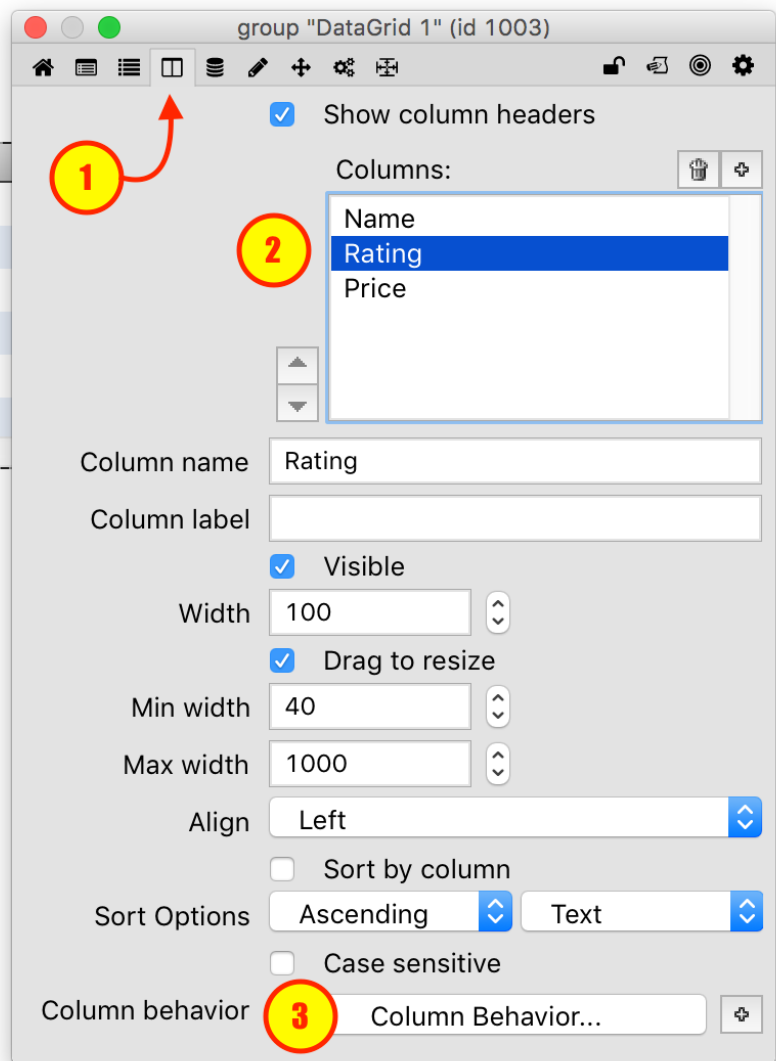 group "DataGrid 1" (id 1003)
Show column headers
1
Columns:
Name
2
Rating
Price
Column name Rating
Column label
Visible
Width 100
Drag to resize
Min width 40
Max width 1000
Align Left
Sort by column
Sort Options Ascending Text
Case sensitive
Column behavior 3 Column Behavior...